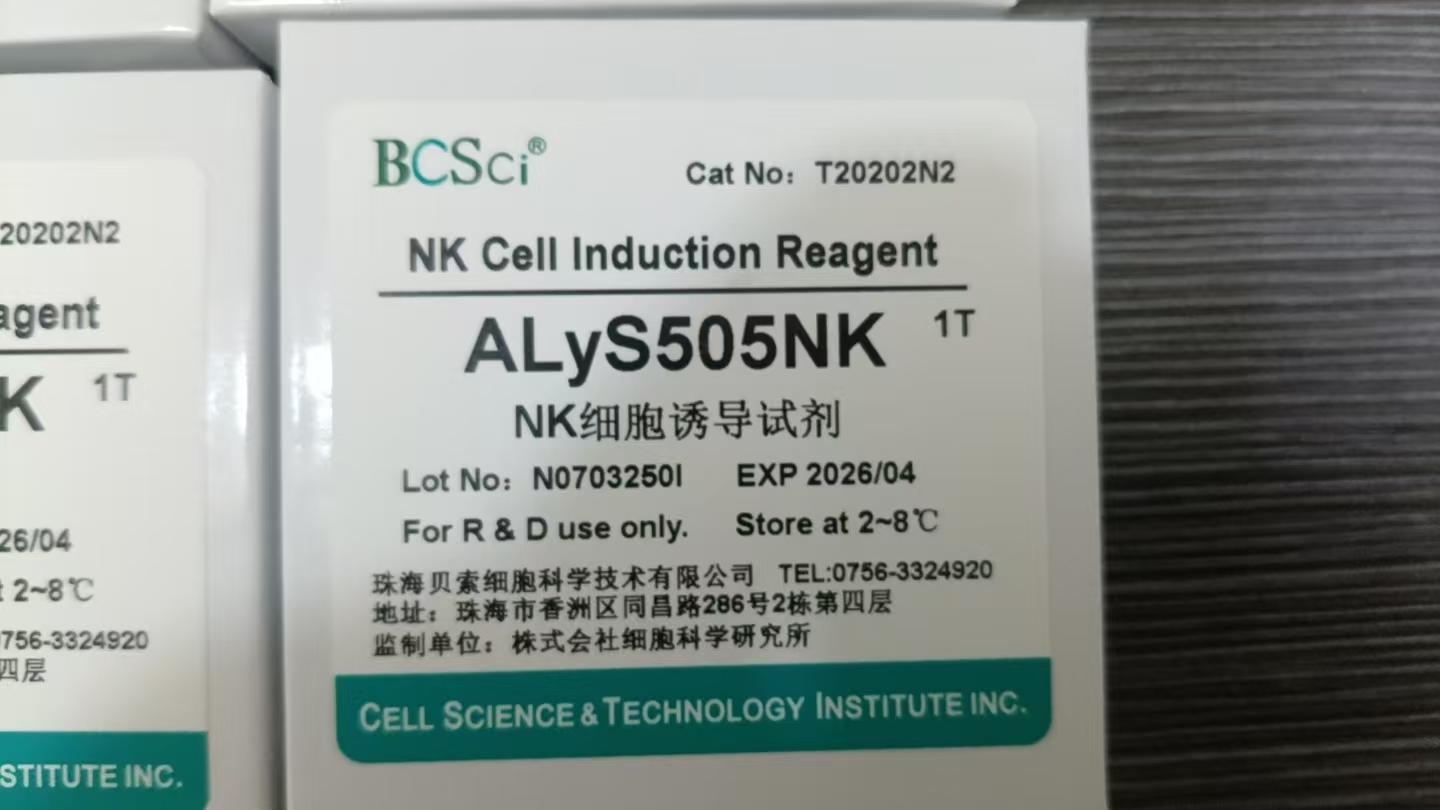 BCSci®
Cat No：T20202N2
NK Cell Induction Reagent
ALyS505NK 1T
NK细胞诱导试剂
Lot No：N0703250I EXP 2026/04
For R & D use only. Store at 2~8℃
珠海贝索细胞科学技术有限公司 TEL:0756-3324920
地址：珠海市香洲区同昌路286号2栋第四层
监制单位：株式会社细胞科学研究所
CELL SCIENCE & TECHNOLOGY INSTITUTE INC.
20202N2
agent
K 1T
26/04
t 2~8℃
0756-3324920
四层
STITUTE INC.